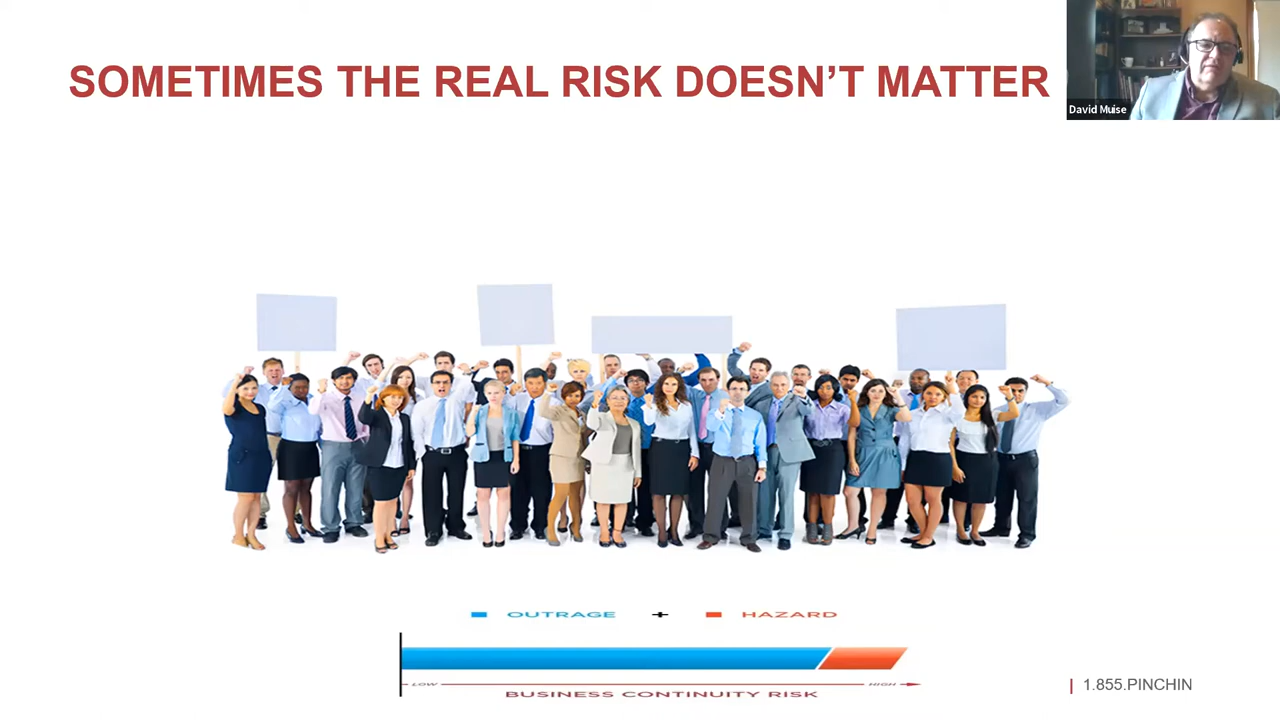 SOMETIMES THE REAL RISK DOESN’T MATTER
David Muise
OUTRAGE + HAZARD
LOW HIGH
BUSINESS CONTINUITY RISK
| 1.855.PINCHIN